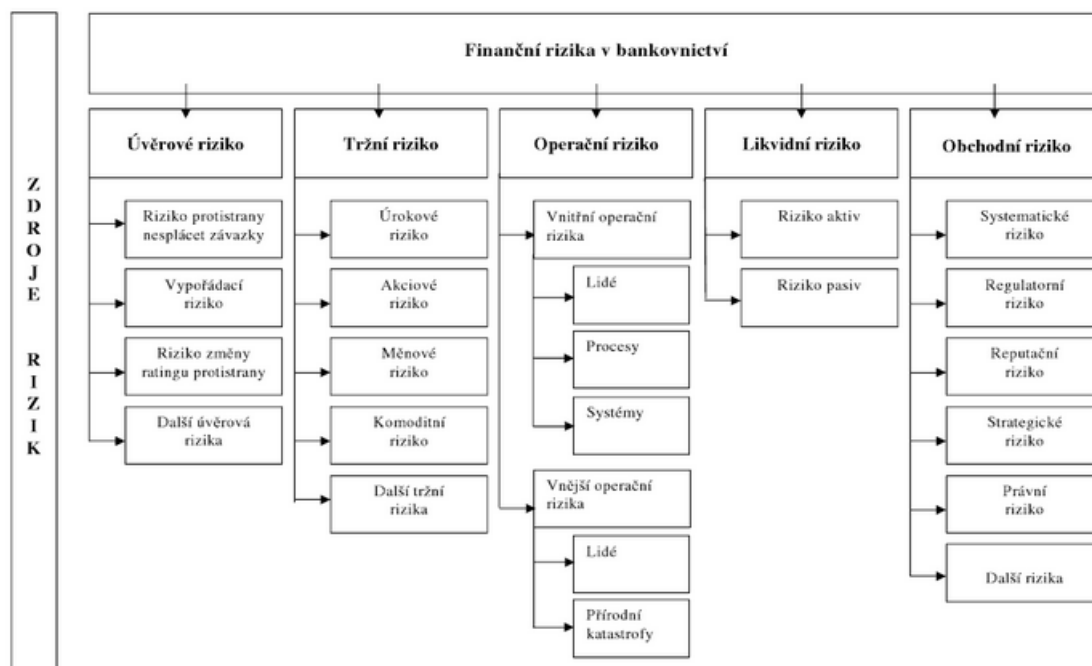 ZDROJE RIZIK
Finanční rizika v bankovnictví
Úvěrové riziko
Riziko protistrany
nesplácet závazky
Vypořádací
riziko
Riziko změny
ratingu protistrany
Další úvěrová
rizika
Tržní riziko
Úrokové
riziko
Akciové
riziko
Měnové
riziko
Komoditní
riziko
Další tržní
rizika
Operační riziko
Vnitřní operační
rizika
Lidé
Procesy
Systémy
Vnější operační
rizika
Lidé
Přírodní
katastrofy
Likvidní riziko
Riziko aktiv
Riziko pasiv
Obchodní riziko
Systematické
riziko
Regulatorní
riziko
Reputační
riziko
Strategické
riziko
Právní
riziko
Další rizika